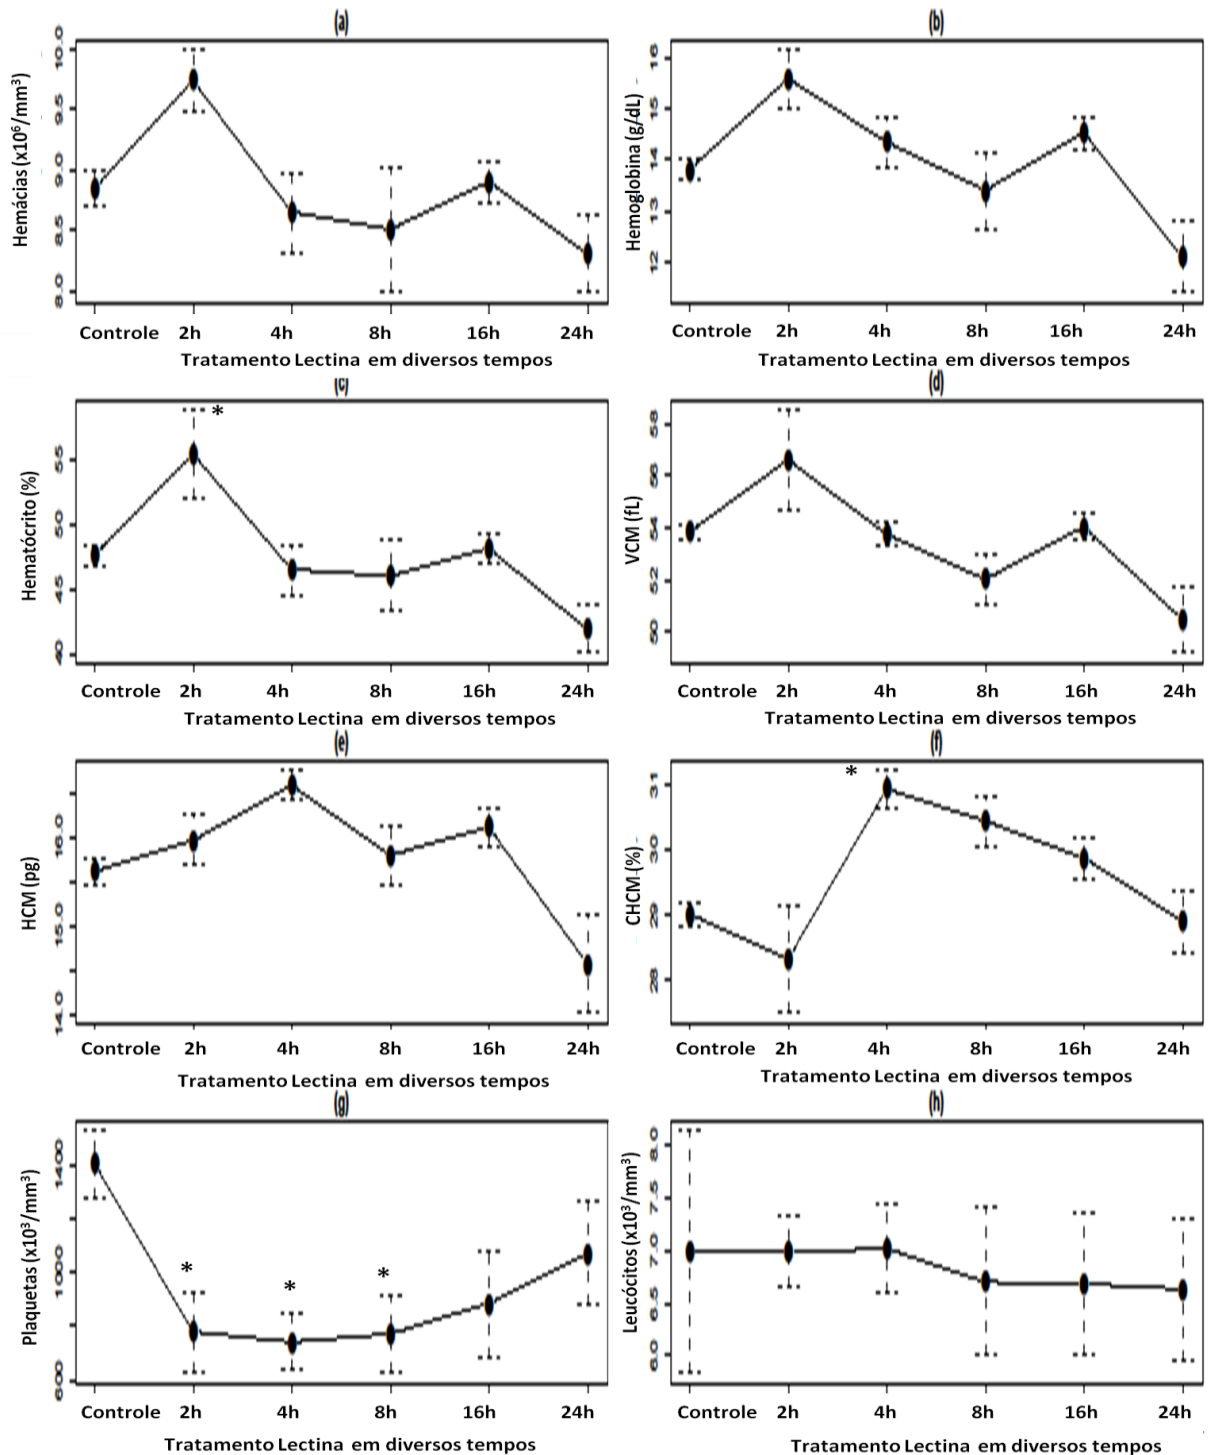 (a)
Hemácias (x10⁶/mm³)
10.0
9.5
9.0
8.5
8.0
Controle 2h 4h 8h 16h 24h
Tratamento Lectina em diversos tempos
(b)
Hemoglobina (g/dL)
16
15
14
13
12
Controle 2h 4h 8h 16h 24h
Tratamento Lectina em diversos tempos
(c)
Hematócrito (%)
55
50
45
40
*
Controle 2h 4h 8h 16h 24h
Tratamento Lectina em diversos tempos
(d)
VCM (fL)
58
56
54
52
50
Controle 2h 4h 8h 16h 24h
Tratamento Lectina em diversos tempos
(e)
HCM (pg)
16.0
15.0
14.0
Controle 2h 4h 8h 16h 24h
Tratamento Lectina em diversos tempos
(f)
CHCM (%)
31
30
29
28
*
Controle 2h 4h 8h 16h 24h
Tratamento Lectina em diversos tempos
(g)
Plaquetas (x10³/mm³)
1400
1000
600
* * *
Controle 2h 4h 8h 16h 24h
Tratamento Lectina em diversos tempos
(h)
Leucócitos (x10³/mm³)
8.0
7.5
7.0
6.5
6.0
Controle 2h 4h 8h 16h 24h
Tratamento Lectina em diversos tempos